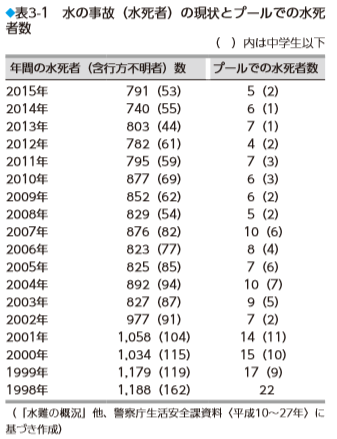 ◆表3-1 水の事故（水死者）の現状とプールでの水死
者数
（ ）内は中学生以下
年間の水死者（含行方不明者）数 プールでの水死者数
2015年 791 (53) 5 (2)
2014年 740 (55) 6 (1)
2013年 803 (44) 7 (1)
2012年 782 (61) 4 (2)
2011年 795 (59) 7 (3)
2010年 877 (69) 6 (3)
2009年 852 (62) 6 (2)
2008年 829 (54) 5 (2)
2007年 876 (82) 10 (6)
2006年 823 (77) 8 (4)
2005年 825 (85) 7 (6)
2004年 892 (94) 10 (7)
2003年 827 (87) 9 (5)
2002年 977 (91) 7 (2)
2001年 1,058 (104) 14 (11)
2000年 1,034 (115) 15 (10)
1999年 1,179 (119) 17 (9)
1998年 1,188 (162) 22
（『水難の概況』他、警察庁生活安全課資料〈平成10～27年〉に
基づき作成）